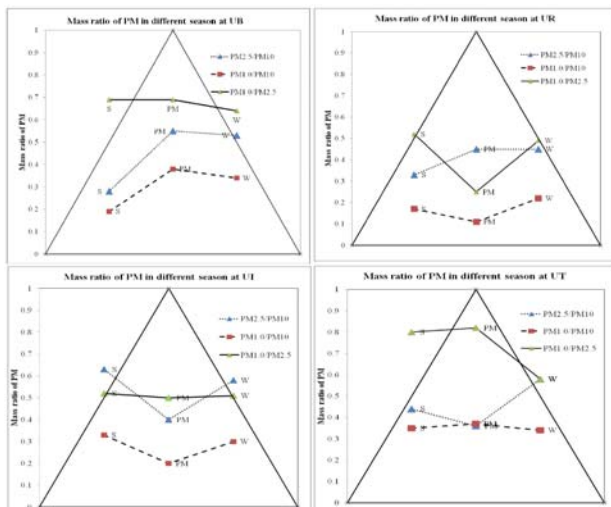 Mass ratio of PM in different season at UB
Mass ratio of PM
1
0.9
0.8
0.7
0.6
0.5
0.4
0.3
0.2
0.1
0
PM2.5/PM10
PM1.0/PM10
PM1.0/PM2.5
S PM W
S PM W
S PM W
Mass ratio of PM in different season at UR
Mass ratio of PM
1
0.9
0.8
0.7
0.6
0.5
0.4
0.3
0.2
0.1
0
PM2.5/PM10
PM1.0/PM10
PM1.0/PM2.5
S PM W
S PM W
S PM W
Mass ratio of PM in different season at UI
Mass ratio of PM
1
0.9
0.8
0.7
0.6
0.5
0.4
0.3
0.2
0.1
0
PM2.5/PM10
PM1.0/PM10
PM1.0/PM2.5
S PM W
S PM W
S PM W
Mass ratio of PM in different season at UT
Mass ratio of PM
1
0.9
0.8
0.7
0.6
0.5
0.4
0.3
0.2
0.1
0
PM2.5/PM10
PM1.0/PM10
PM1.0/PM2.5
S PM W
S PM W
S PM W